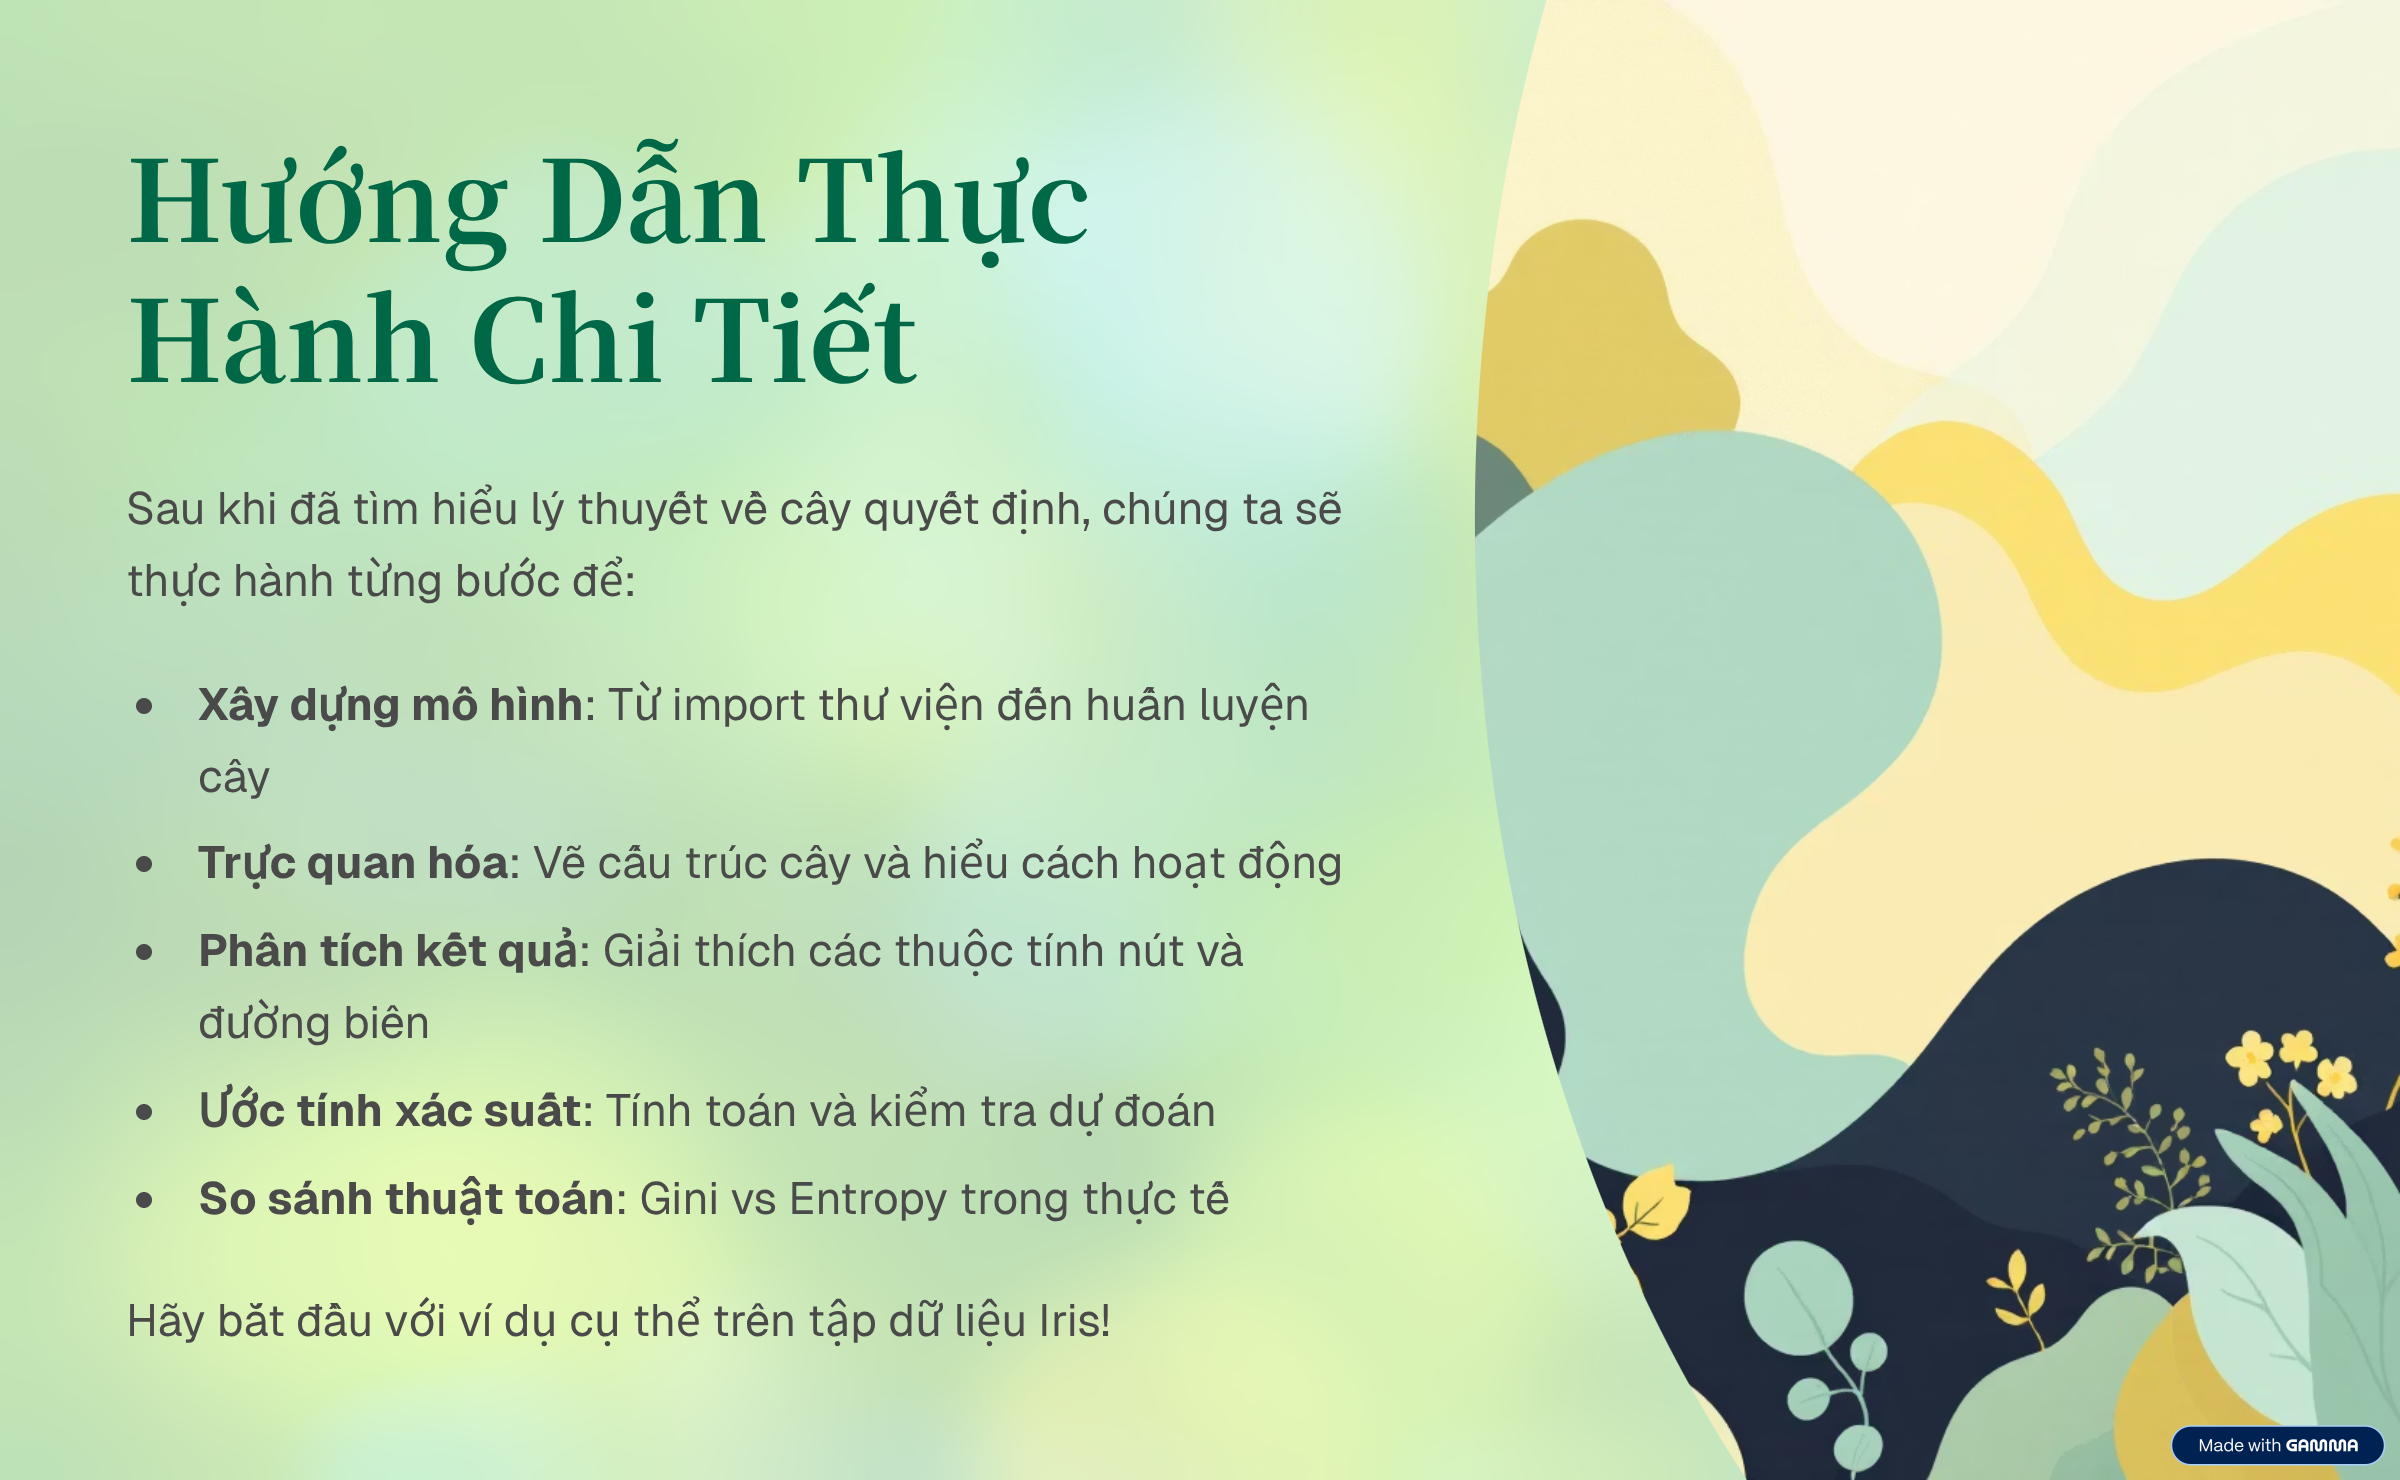 Hướng Dẫn Thực
Hành Chi Tiết
Sau khi đã tìm hiểu lý thuyết về cây quyết định, chúng ta sẽ
thực hành từng bước để:
• Xây dựng mô hình: Từ import thư viện đến huấn luyện
cây
• Trực quan hóa: Vẽ cấu trúc cây và hiểu cách hoạt động
• Phân tích kết quả: Giải thích các thuộc tính nút và
đường biên
• Ước tính xác suất: Tính toán và kiểm tra dự đoán
• So sánh thuật toán: Gini vs Entropy trong thực tế
Hãy bắt đầu với ví dụ cụ thể trên tập dữ liệu Iris!
Made with GAMMA